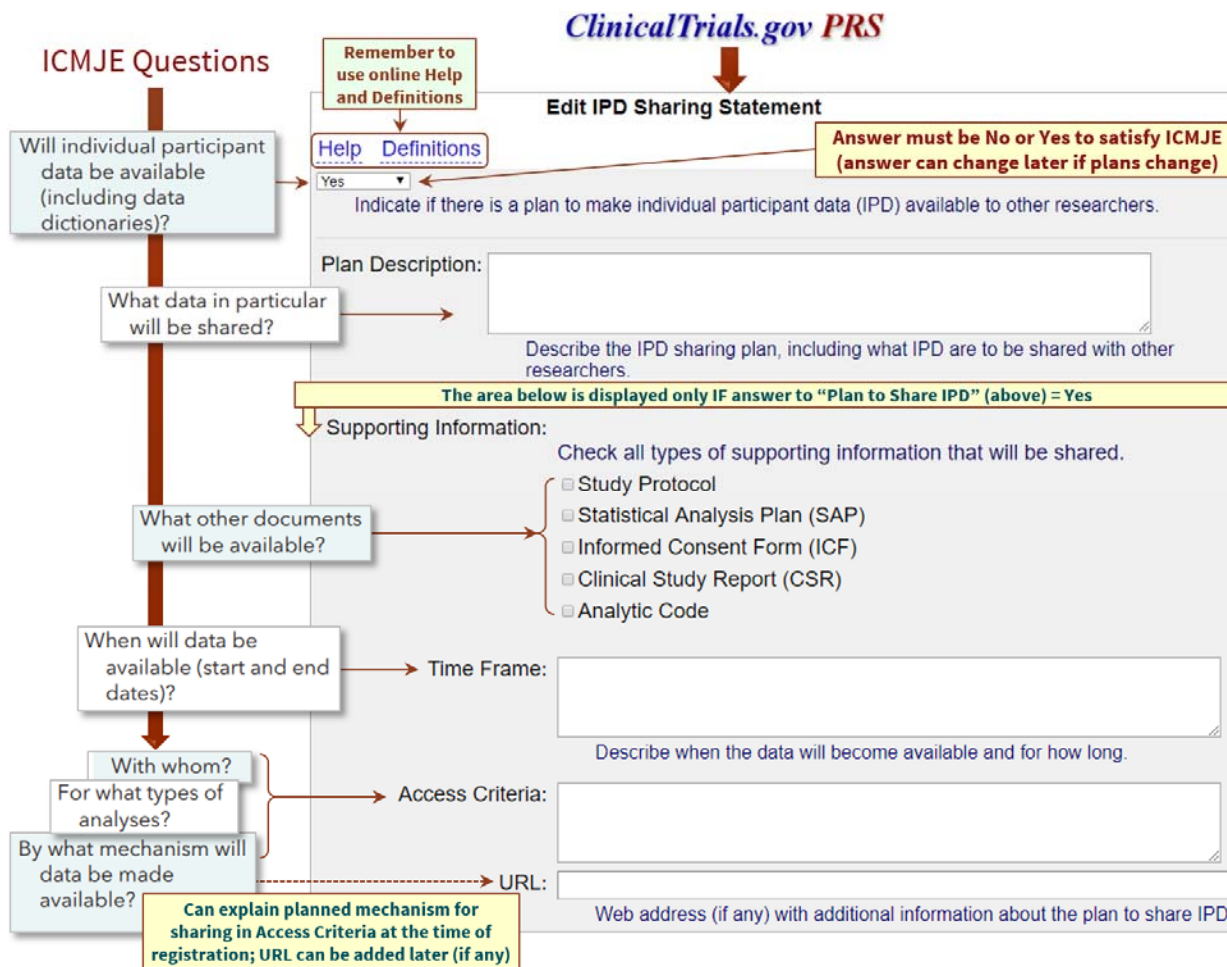 ClinicalTrials.gov PRS
ICMJE Questions
Remember to
use online Help
and Definitions
Edit IPD Sharing Statement
Will individual participant
data be available
(including data
dictionaries)?
Help Definitions
Answer must be No or Yes to satisfy ICMJE
(answer can change later if plans change)
Yes
Indicate if there is a plan to make individual participant data (IPD) available to other researchers.
What data in particular
will be shared?
Plan Description:
Describe the IPD sharing plan, including what IPD are to be shared with other
researchers.
The area below is displayed only IF answer to “Plan to Share IPD” (above) = Yes
Supporting Information:
Check all types of supporting information that will be shared.
What other documents
will be available?
Study Protocol
Statistical Analysis Plan (SAP)
Informed Consent Form (ICF)
Clinical Study Report (CSR)
Analytic Code
When will data be
available (start and end
dates)?
Time Frame:
Describe when the data will become available and for how long.
With whom?
For what types of
analyses?
By what mechanism will
data be made
available?
Access Criteria:
URL:
Web address (if any) with additional information about the plan to share IPD
Can explain planned mechanism for
sharing in Access Criteria at the time of
registration; URL can be added later (if any)